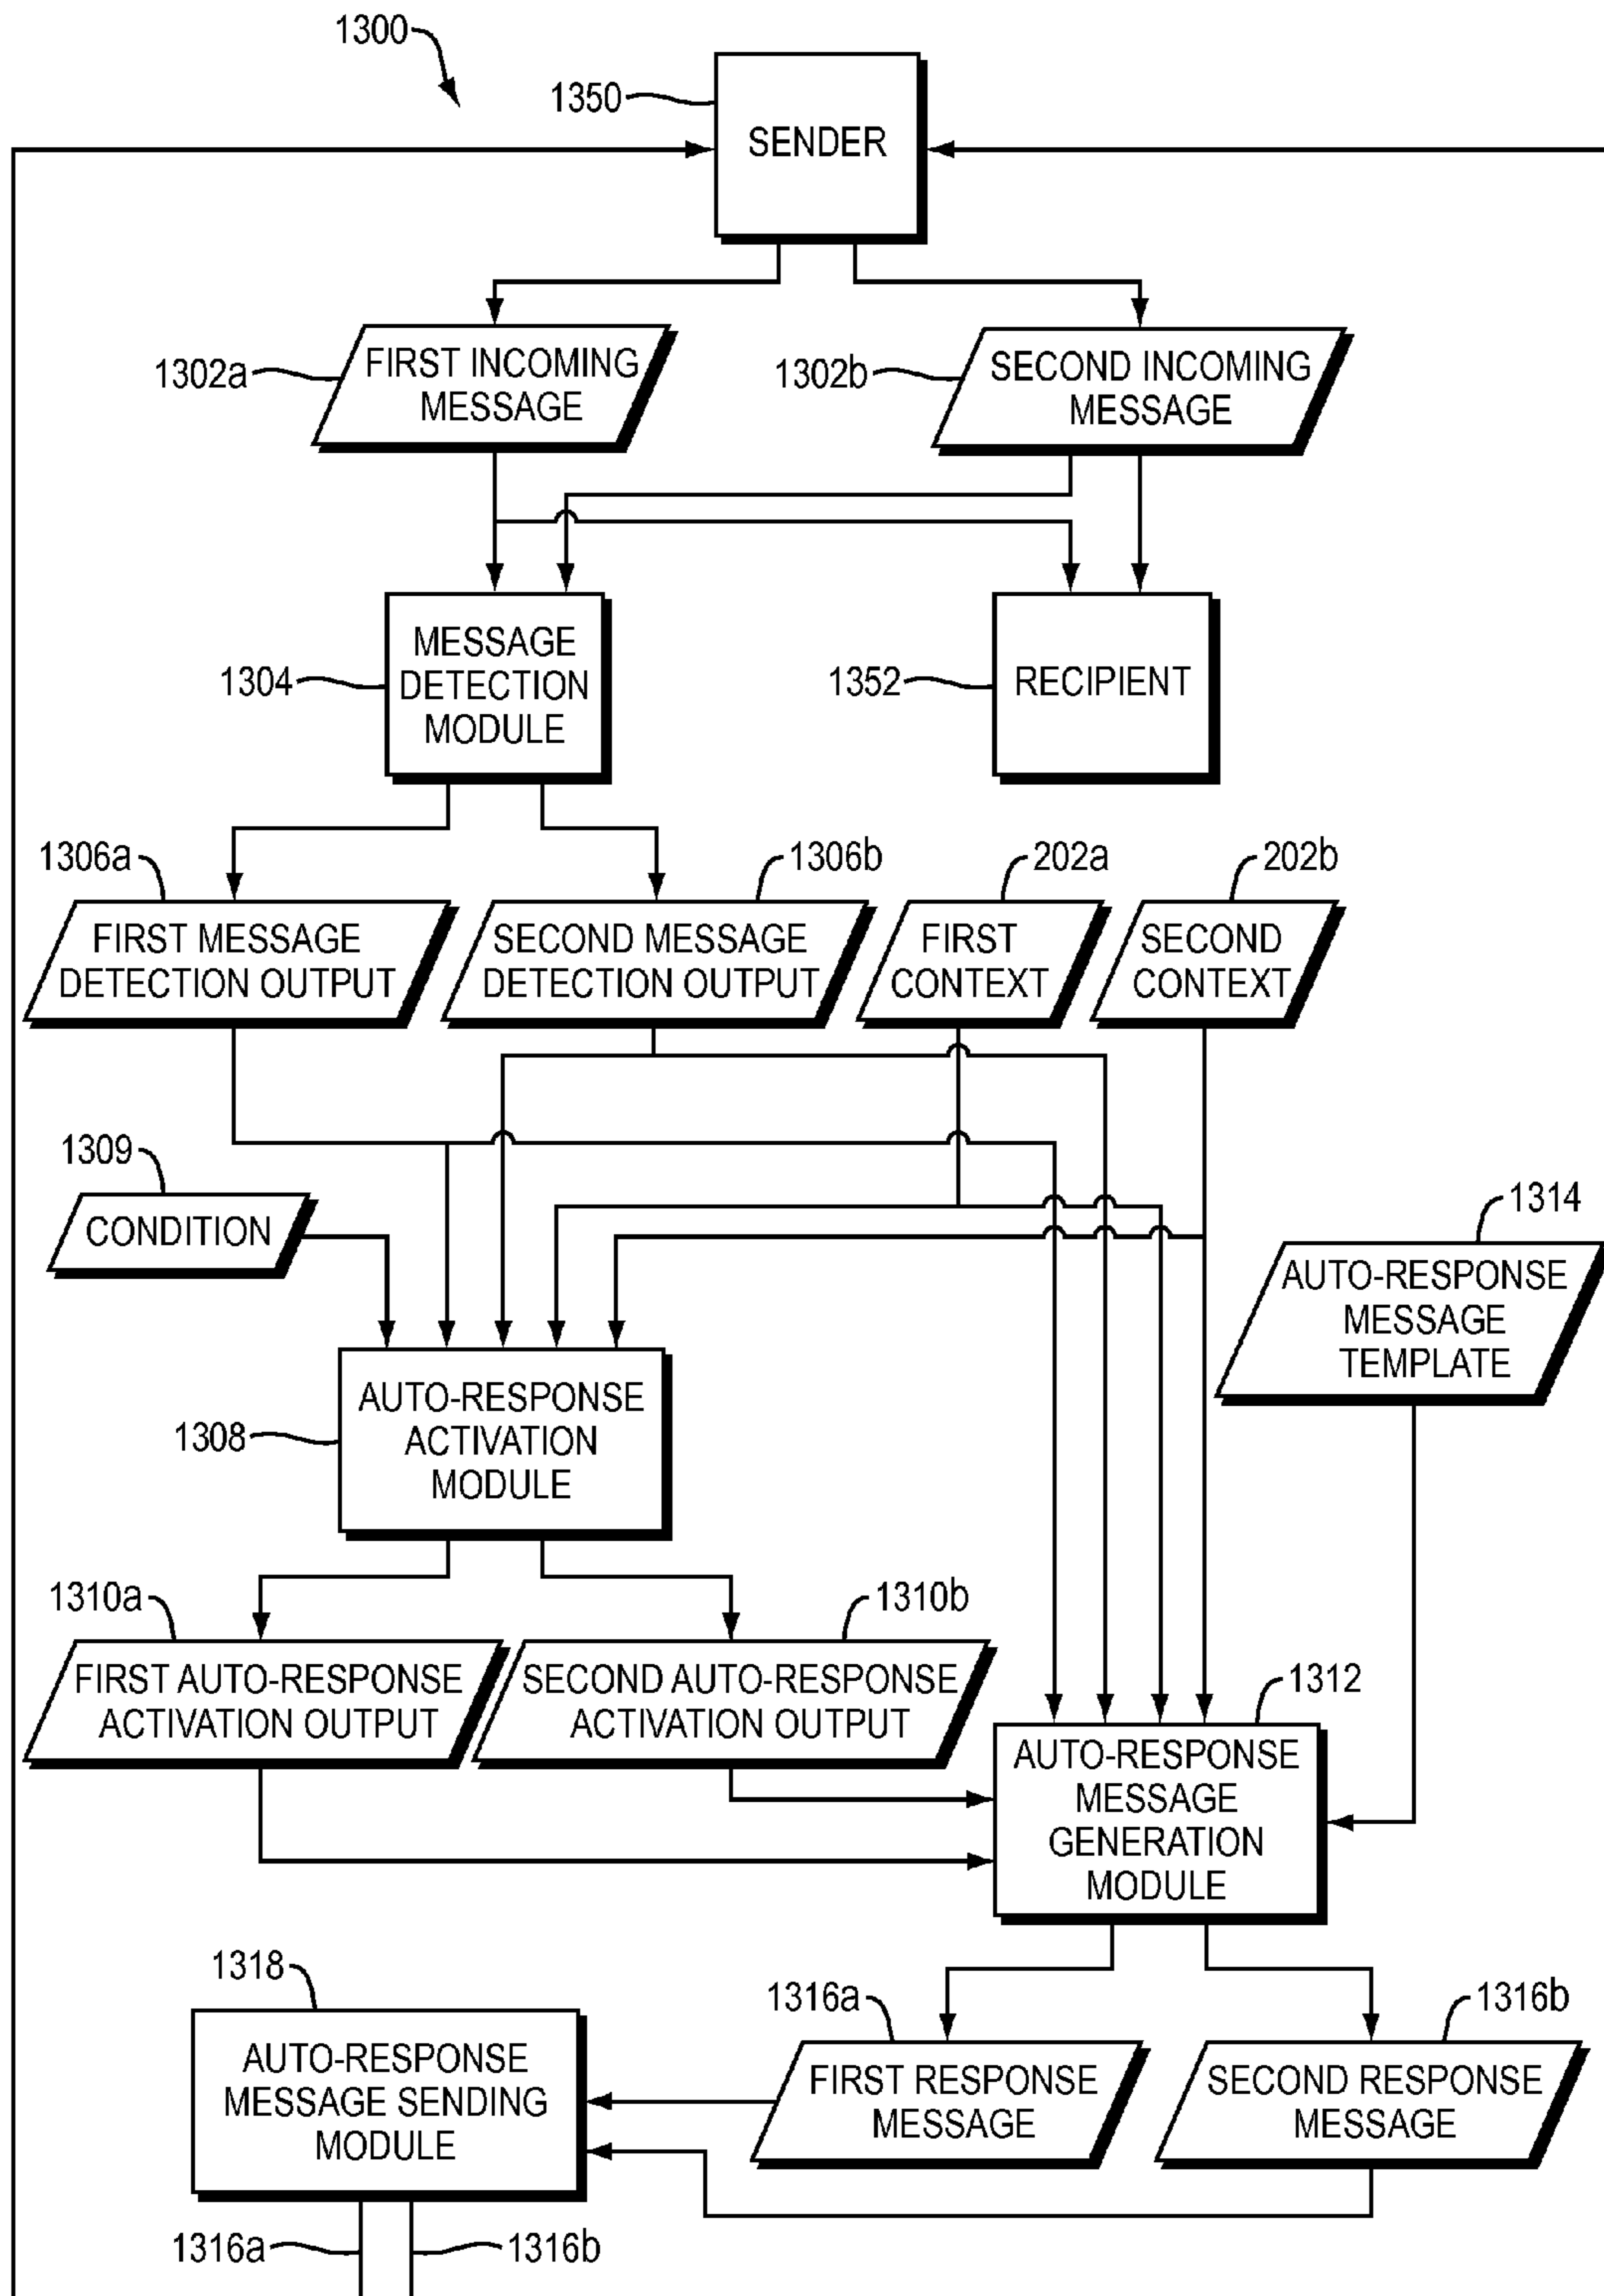 1300
1350
SENDER
1302a
FIRST INCOMING
MESSAGE
1302b
SECOND INCOMING
MESSAGE
1304
MESSAGE
DETECTION
MODULE
1352
RECIPIENT
1306a
1306b
202a
202b
FIRST MESSAGE
DETECTION OUTPUT
SECOND MESSAGE
DETECTION OUTPUT
FIRST
CONTEXT
SECOND
CONTEXT
1309
CONDITION
1314
AUTO-RESPONSE
MESSAGE
TEMPLATE
1308
AUTO-RESPONSE
ACTIVATION
MODULE
1310a
1310b
FIRST AUTO-RESPONSE
ACTIVATION OUTPUT
SECOND AUTO-RESPONSE
ACTIVATION OUTPUT
1312
AUTO-RESPONSE
MESSAGE
GENERATION
MODULE
1318
AUTO-RESPONSE
MESSAGE SENDING
MODULE
1316a
FIRST RESPONSE
MESSAGE
1316b
SECOND RESPONSE
MESSAGE
1316a
1316b